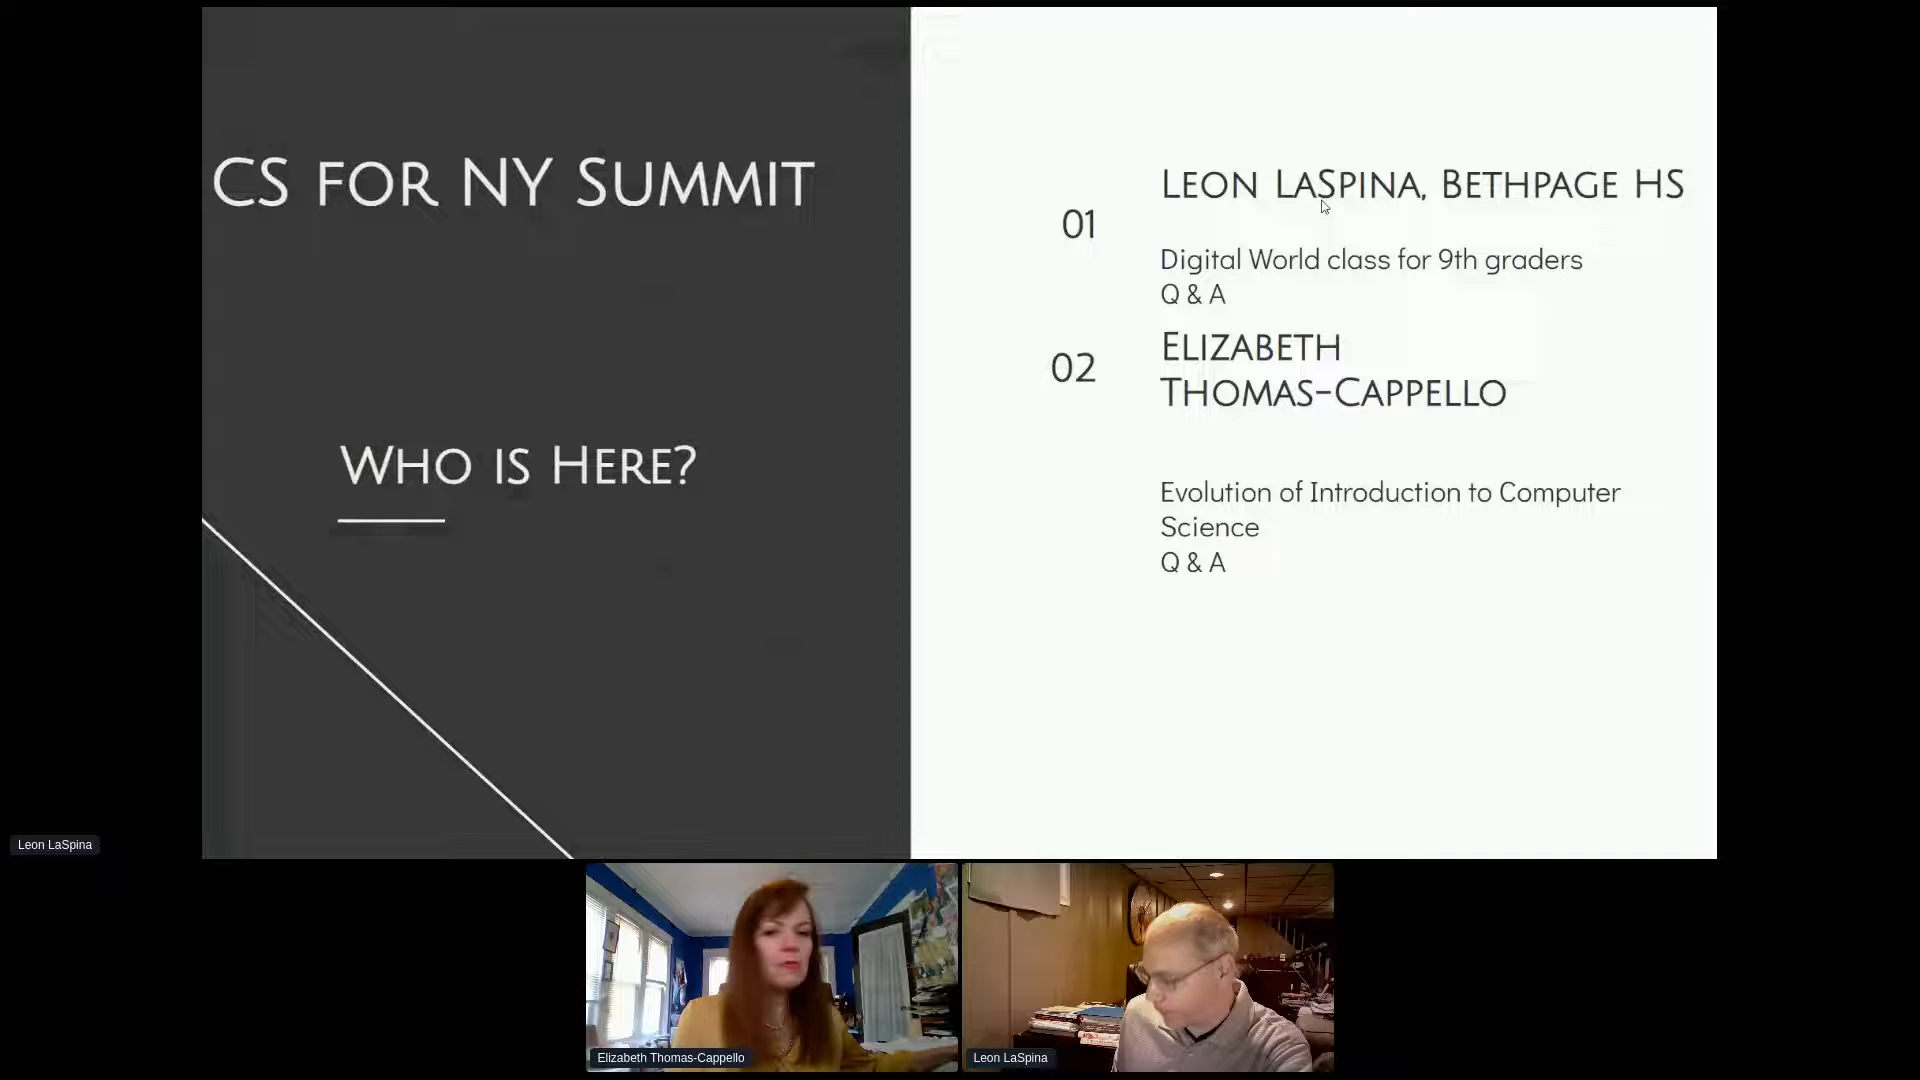 CS FOR NY SUMMIT
WHO IS HERE?
01
LEON LASPINA, BETHPAGE HS
Digital World class for 9th graders
Q & A
02
ELIZABETH
THOMAS-CAPPELLO
Evolution of Introduction to Computer
Science
Q & A
Leon LaSpina
Elizabeth Thomas-Cappello
Leon LaSpina